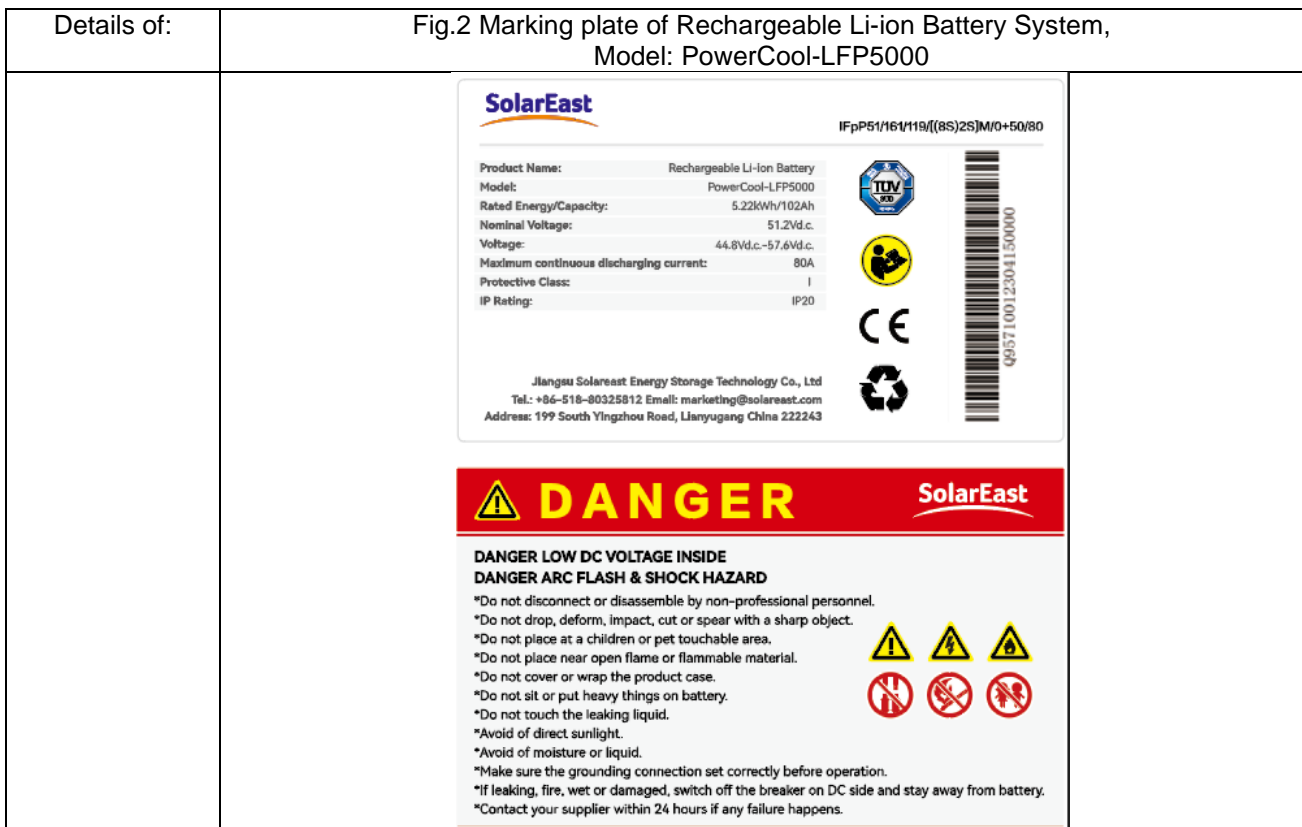 Details of:
Fig.2 Marking plate of Rechargeable Li-ion Battery System,
Model: PowerCool-LFP5000
SolarEast
IFpP51/161/119/[(8S)2S]M/0+50/80
Product Name: Rechargeable Li-ion Battery
Model: PowerCool-LFP5000
Rated Energy/Capacity: 5.22kWh/102Ah
Nominal Voltage: 51.2Vd.c.
Voltage: 44.8Vd.c.-57.6Vd.c.
Maximum continuous discharging current: 80A
Protective Class: I
IP Rating: IP20
TÜV
SÜD
CE
Q95710012304150000
Jiangsu Solareast Energy Storage Technology Co., Ltd
Tel.: +86-518-80325812 Email: marketing@solareast.com
Address: 199 South Yingzhou Road, Lianyugang China 222243
DANGER
SolarEast
DANGER LOW DC VOLTAGE INSIDE
DANGER ARC FLASH & SHOCK HAZARD
*Do not disconnect or disassemble by non-professional personnel.
*Do not drop, deform, impact, cut or spear with a sharp object.
*Do not place at a children or pet touchable area.
*Do not place near open flame or flammable material.
*Do not cover or wrap the product case.
*Do not sit or put heavy things on battery.
*Do not touch the leaking liquid.
*Avoid of direct sunlight.
*Avoid of moisture or liquid.
*Make sure the grounding connection set correctly before operation.
*If leaking, fire, wet or damaged, switch off the breaker on DC side and stay away from battery.
*Contact your supplier within 24 hours if any failure happens.